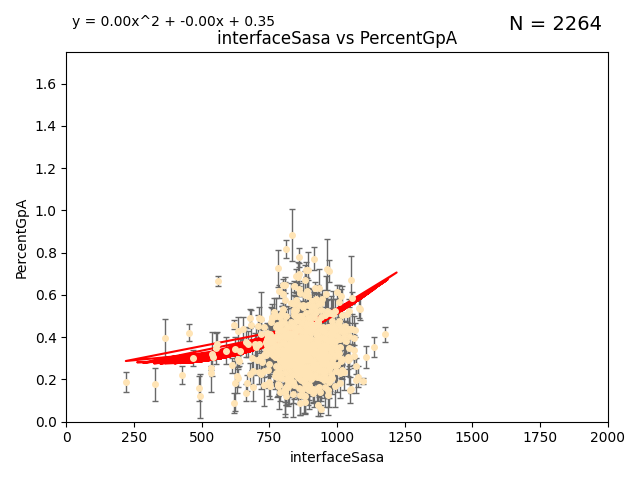 y = 0.00x^2 + -0.00x + 0.35
N = 2264
interfaceSasa vs PercentGpA
PercentGpA
1.6
1.4
1.2
1.0
0.8
0.6
0.4
0.2
0.0
0 250 500 750 1000 1250 1500 1750 2000
interfaceSasa